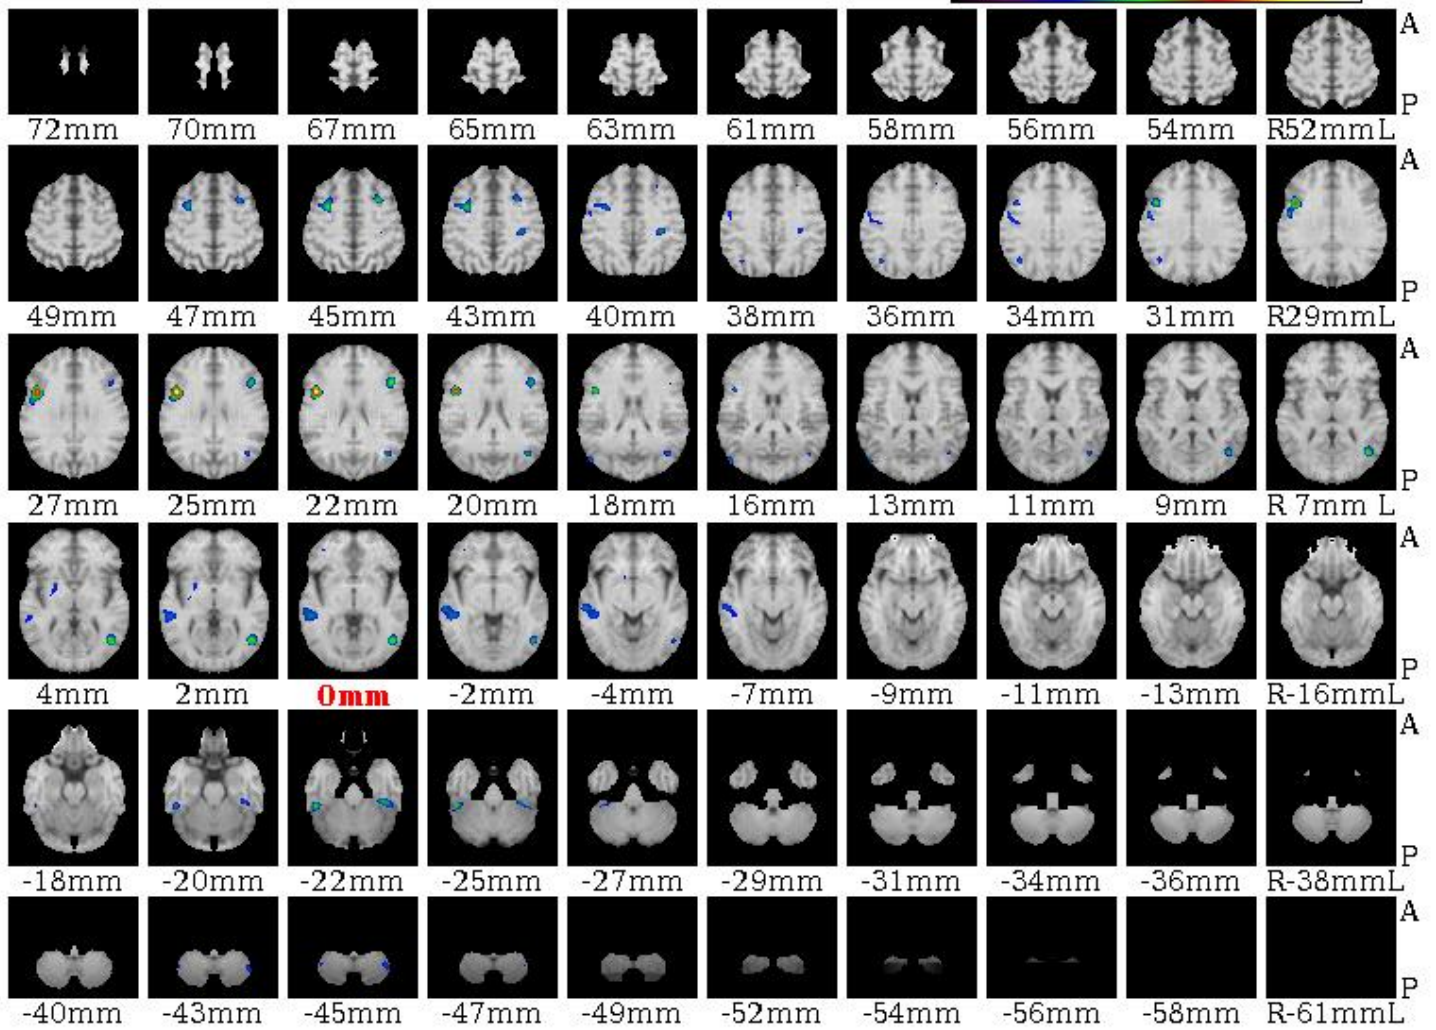 A
P
72mm 70mm 67mm 65mm 63mm 61mm 58mm 56mm 54mm R52mmL
A
P
49mm 47mm 45mm 43mm 40mm 38mm 36mm 34mm 31mm R29mmL
A
P
27mm 25mm 22mm 20mm 18mm 16mm 13mm 11mm 9mm R 7mm L
A
P
4mm 2mm 0mm -2mm -4mm -7mm -9mm -11mm -13mm R-16mmL
A
P
-18mm -20mm -22mm -25mm -27mm -29mm -31mm -34mm -36mm R-38mmL
A
P
-40mm -43mm -45mm -47mm -49mm -52mm -54mm -56mm -58mm R-61mmL